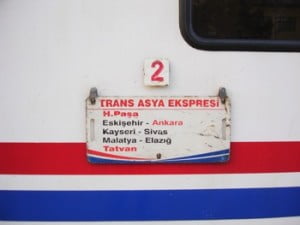 2
TRANS ASYA EKSPRESİ
H.Paşa
Eskişehir - Ankara
Kayseri - Sivas
Malatya - Elazığ
Tatvan